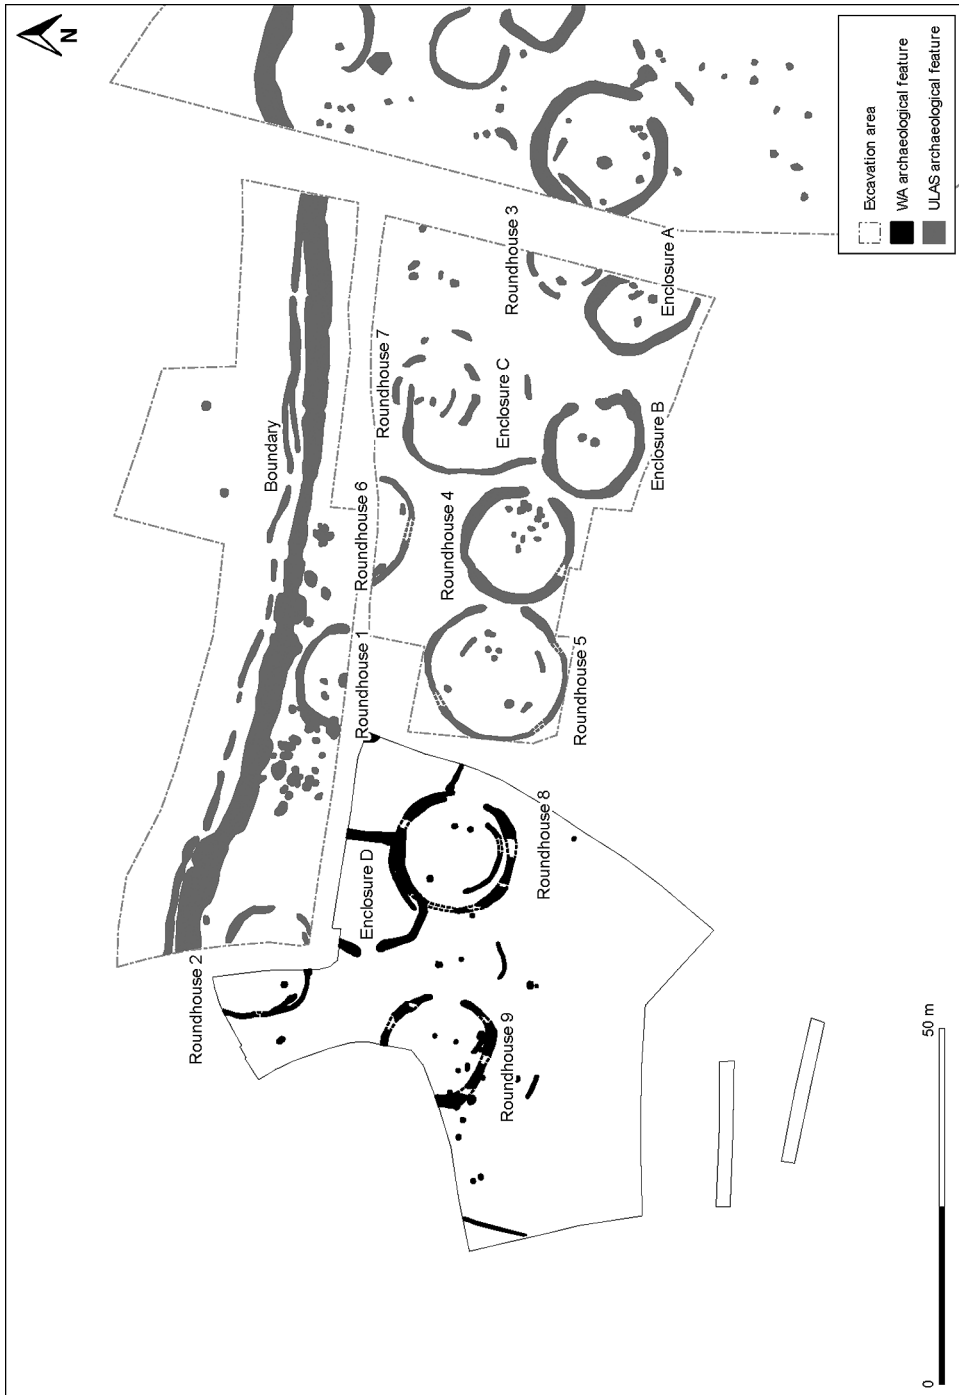 N
Roundhouse 2
Boundary
Roundhouse 1
Roundhouse 6
Roundhouse 7
Roundhouse 3
Enclosure A
Enclosure C
Enclosure B
Roundhouse 4
Roundhouse 5
Enclosure D
Roundhouse 8
Roundhouse 9
Excavation area
WA archaeological feature
ULAS archaeological feature
0
50 m